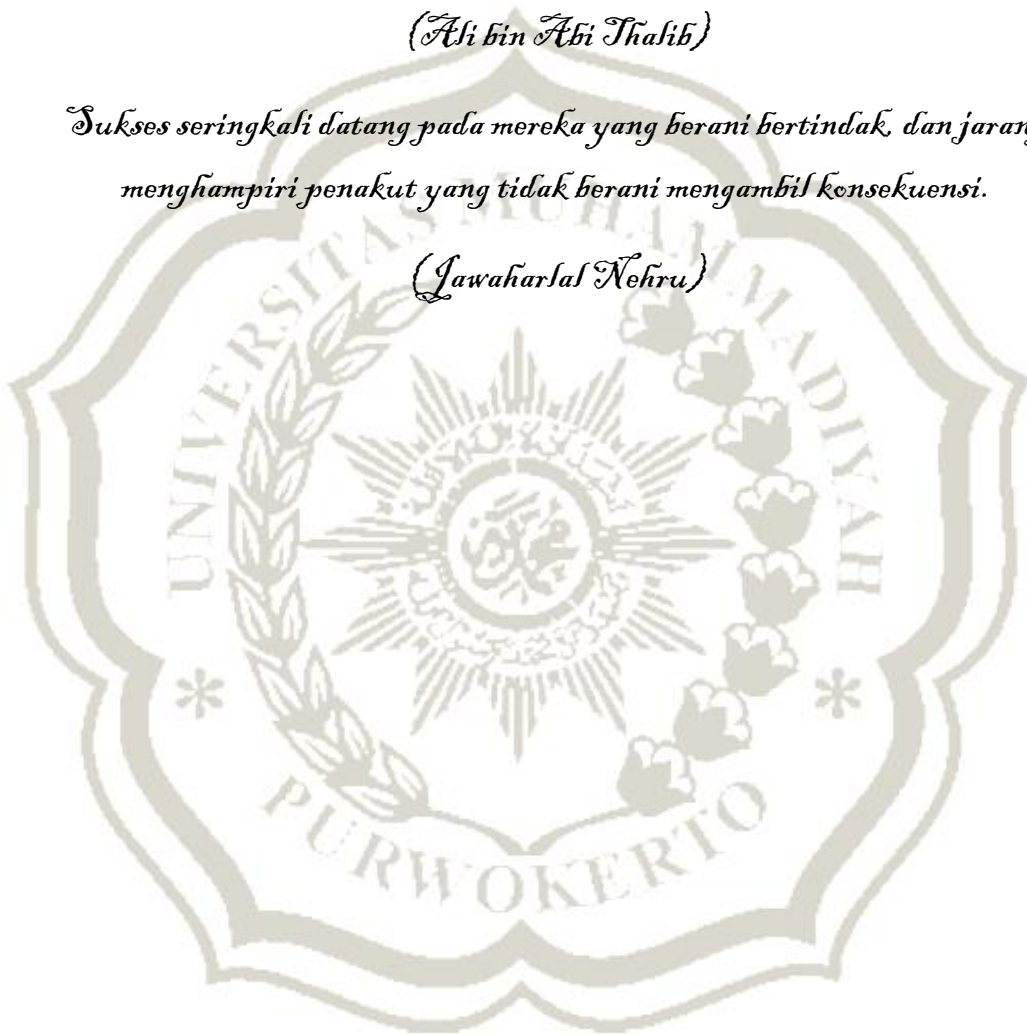 (Ali bin Abi Thalib)
Sukses seringkali datang pada mereka yang berani bertindak, dan jarang
menghampiri penakut yang tidak berani mengambil konsekuensi.
(Jawaharlal Nehru)
UNIVERSITAS MUHAMMADIYAH
PURWOKERTO